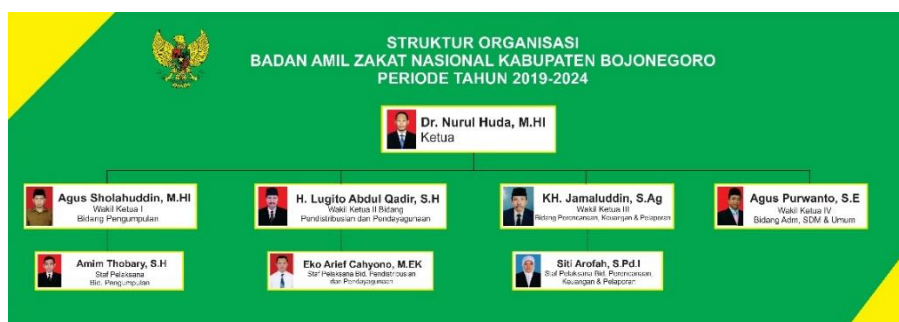 STRUKTUR ORGANISASI
BADAN AMIL ZAKAT NASIONAL KABUPATEN BOJONEGORO
PERIODE TAHUN 2019-2024
Dr. Nurul Huda, M.HI
Ketua
Agus Sholahuddin, M.HI
Wakil Ketua I
Bidang Pengumpulan
H. Lugito Abdul Qadir, S.H
Wakil Ketua II Bidang
Pendistribusian dan Pendayagunaan
KH. Jamaluddin, S.Ag
Wakil Ketua III
Bidang Perencanaan, Keuangan & Pelaporan
Agus Purwanto, S.E
Wakil Ketua IV
Bidang Adm, SDM & Umum
Amim Thobary, S.H
Staf Pelaksana
Bid. Pengumpulan
Eko Arief Cahyono, M.EK
Staf Pelaksana Bid. Pendistribusian
dan Pendayagunaan
Siti Arofah, S.Pd.I
Staf Pelaksana Bid. Perencanaan,
Keuangan & Pelaporan